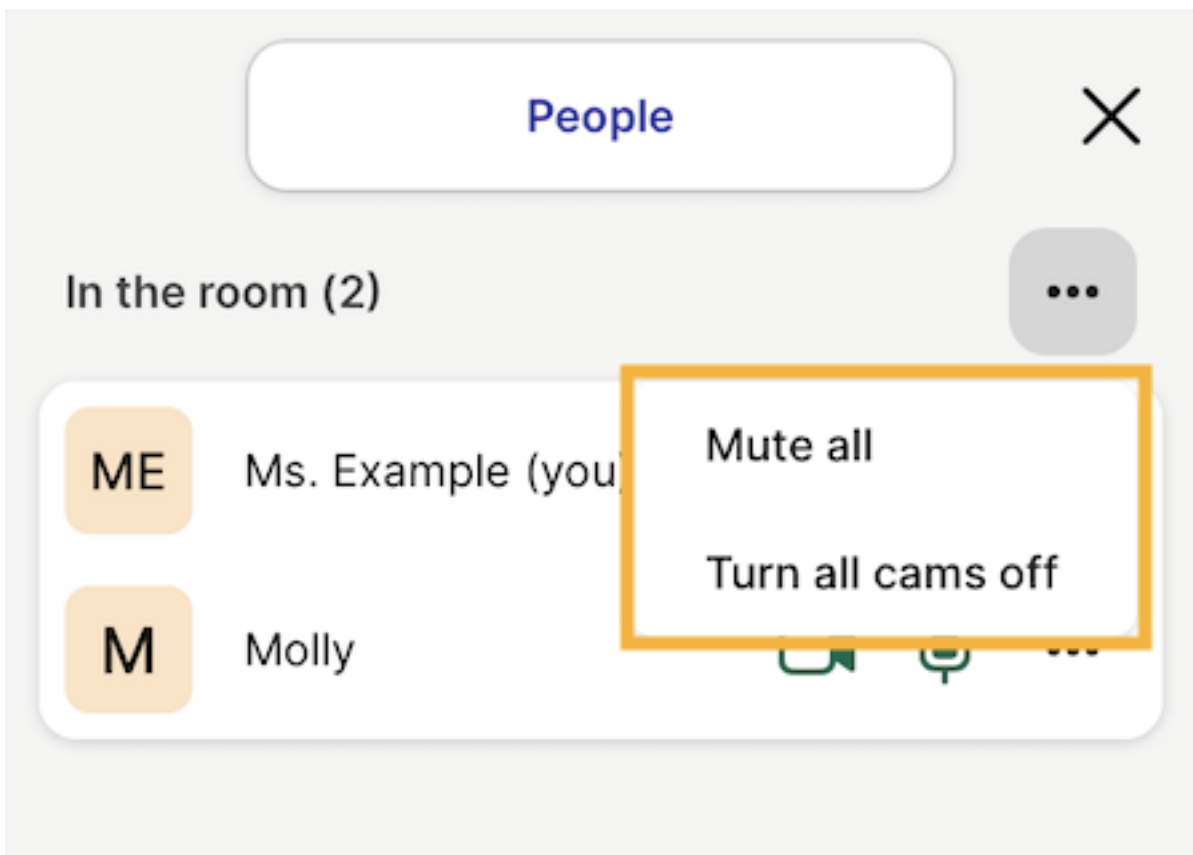 People
In the room (2)
Mute all
ME Ms. Example (you)
Turn all cams off
M Molly